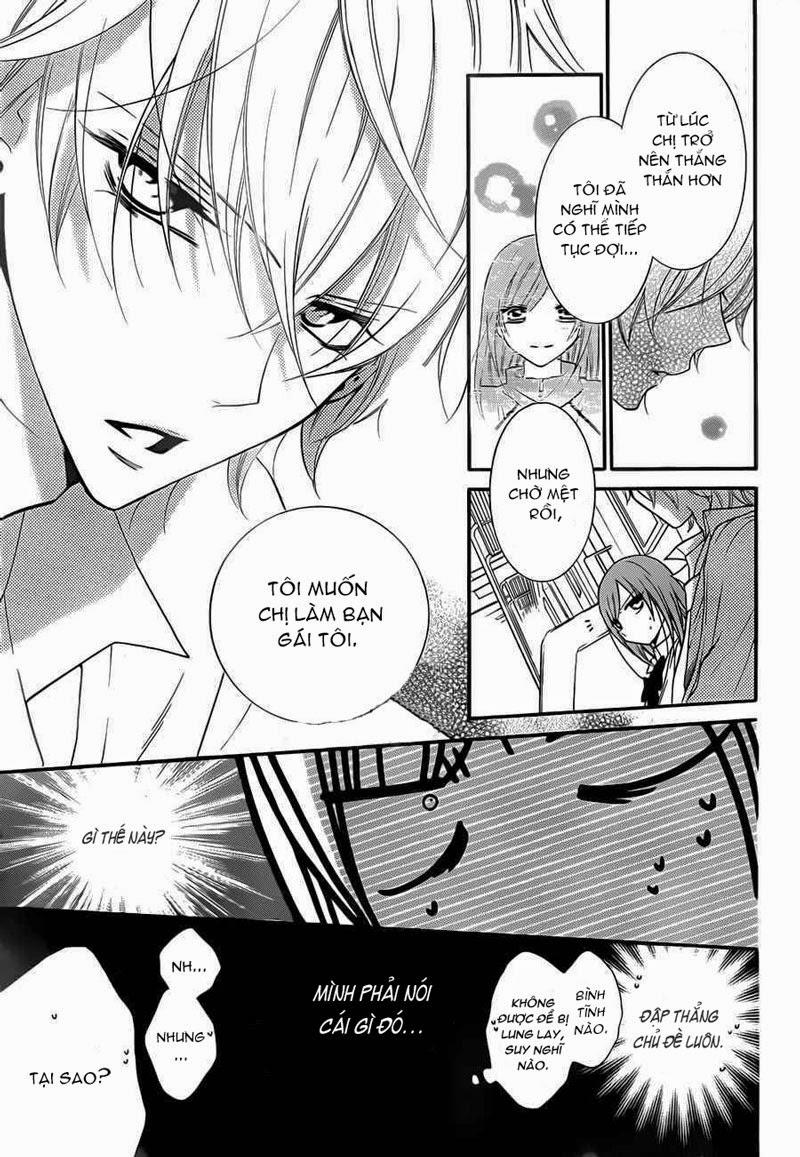 TỪ LÚC
CHỊ TRỞ
NÊN THẲNG
THẮN HƠN
TÔI ĐÃ
NGHĨ MÌNH
CÓ THỂ TIẾP
TỤC ĐỢI...
NHƯNG
CHỜ MỆT
RỒI,
TÔI MUỐN
CHỊ LÀM BẠN
GÁI TÔI.
GÌ THẾ NÀY?
ĐẬP THẲNG
CHỦ ĐỀ LUÔN.
BÌNH
TĨNH
NÀO.
KHÔNG
ĐƯỢC ĐỂ BỊ
LUNG LAY,
SUY NGHĨ
NÀO.
MÌNH PHẢI NÓI
CÁI GÌ ĐÓ...
NH...
NHƯNG
...
TẠI SAO?